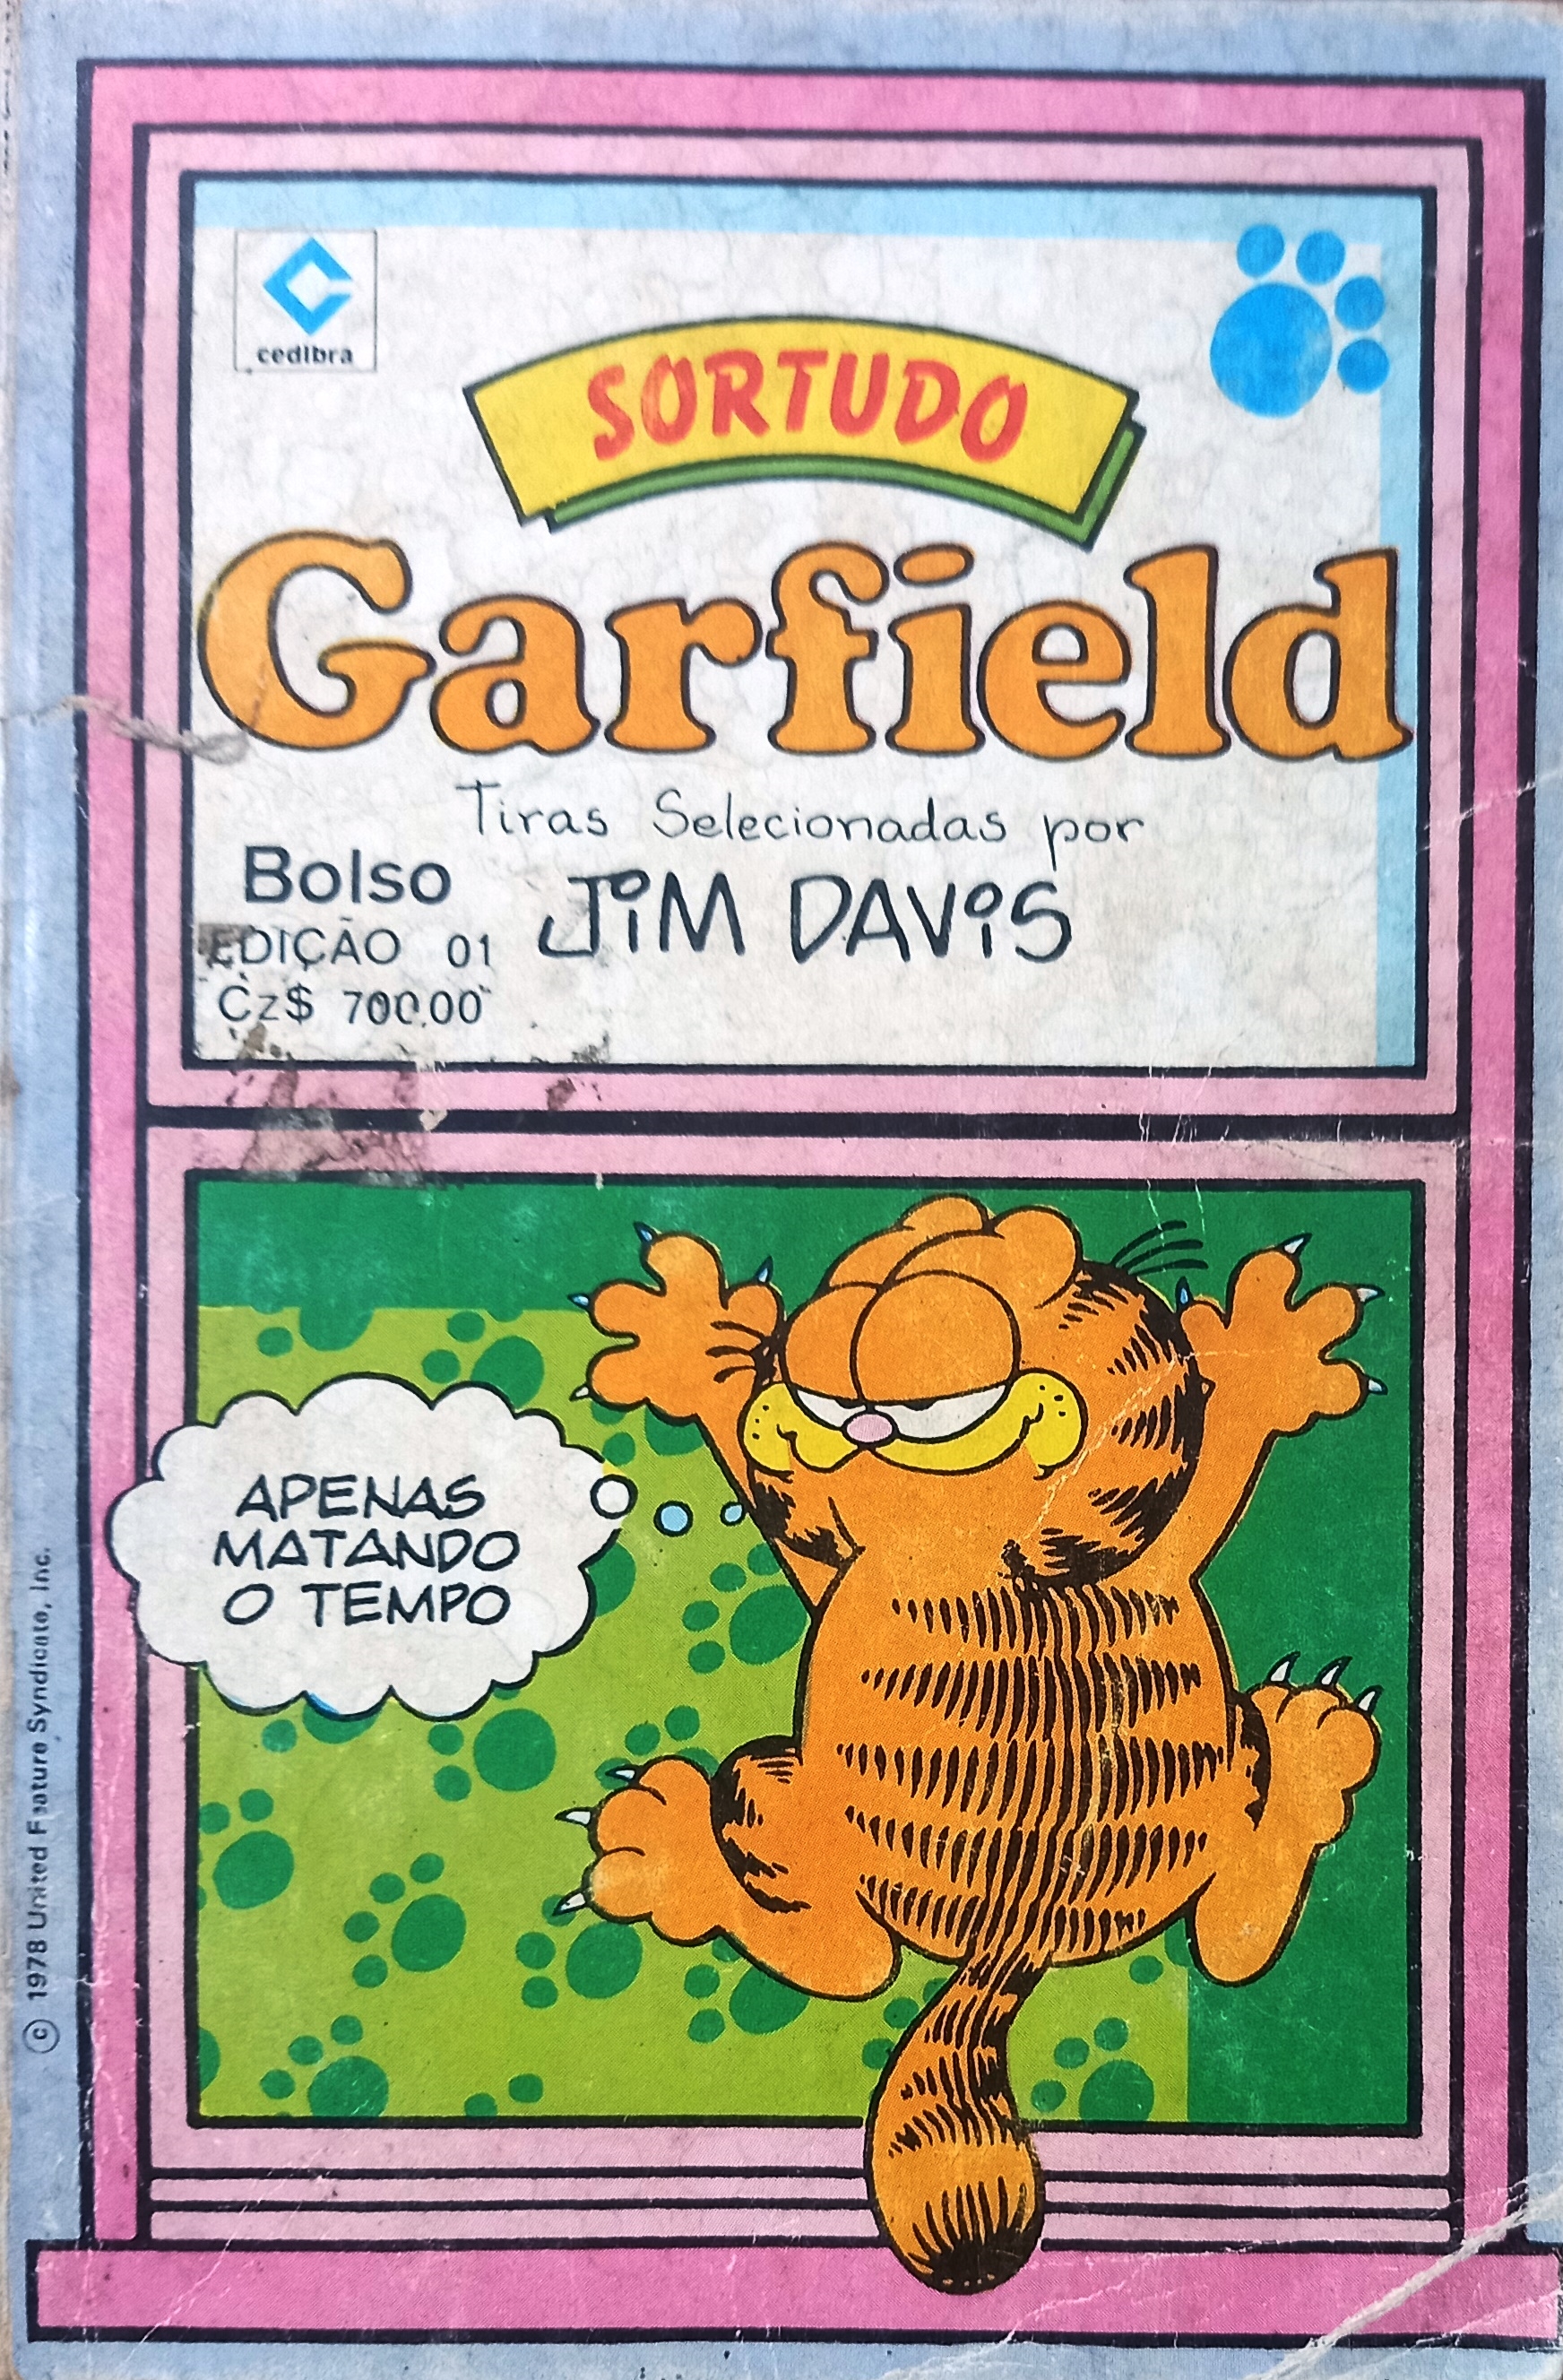 cedibra
SORTUDO
Garfield
Tiras Selecionadas por
JiM DAViS
Bolso
EDIÇÃO 01
Cz$ 700.00
APENAS
MATANDO
O TEMPO
© 1978 United Feature Syndicate, Inc.